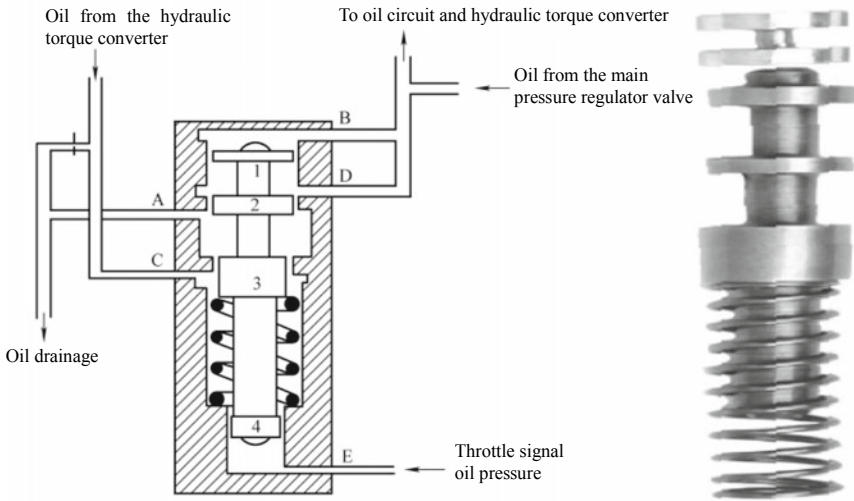 Oil from the hydraulic
torque converter
To oil circuit and hydraulic torque converter
Oil from the main
pressure regulator valve
B
1
D
A
2
C
3
Oil drainage
4
E
Throttle signal
oil pressure